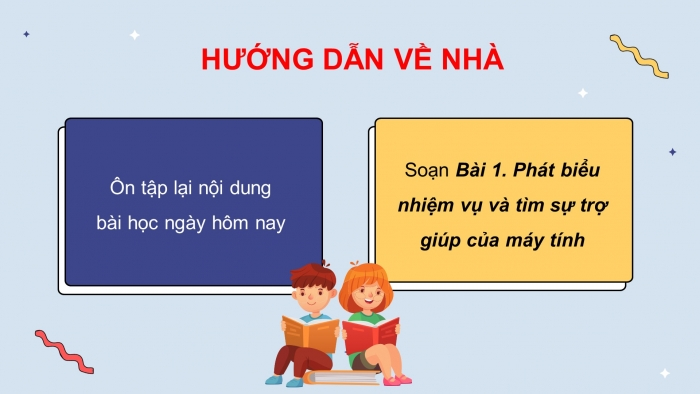 HƯỚNG DẪN VỀ NHÀ
Ôn tập lại nội dung
bài học ngày hôm nay
Soạn Bài 1. Phát biểu
nhiệm vụ và tìm sự trợ
giúp của máy tính